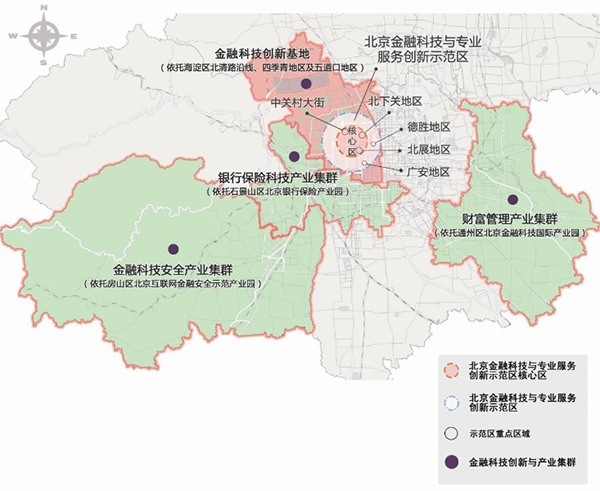 N
W
E
S
金融科技创新基地
（依托海淀区北清路沿线、四季青地区及五道口地区）
北京金融科技与专业
服务创新示范区
中关村大街
北下关地区
德胜地区
北展地区
广安地区
核
心
区
银行保险科技产业集群
（依托石景山区北京银行保险产业园）
财富管理产业集群
（依托通州区北京金融科技国际产业园）
金融科技安全产业集群
（依托房山区北京互联网金融安全示范产业园）
北京金融科技与专业服务
创新示范区核心区
北京金融科技与专业服务
创新示范区
示范区重点区域
金融科技创新与产业集群